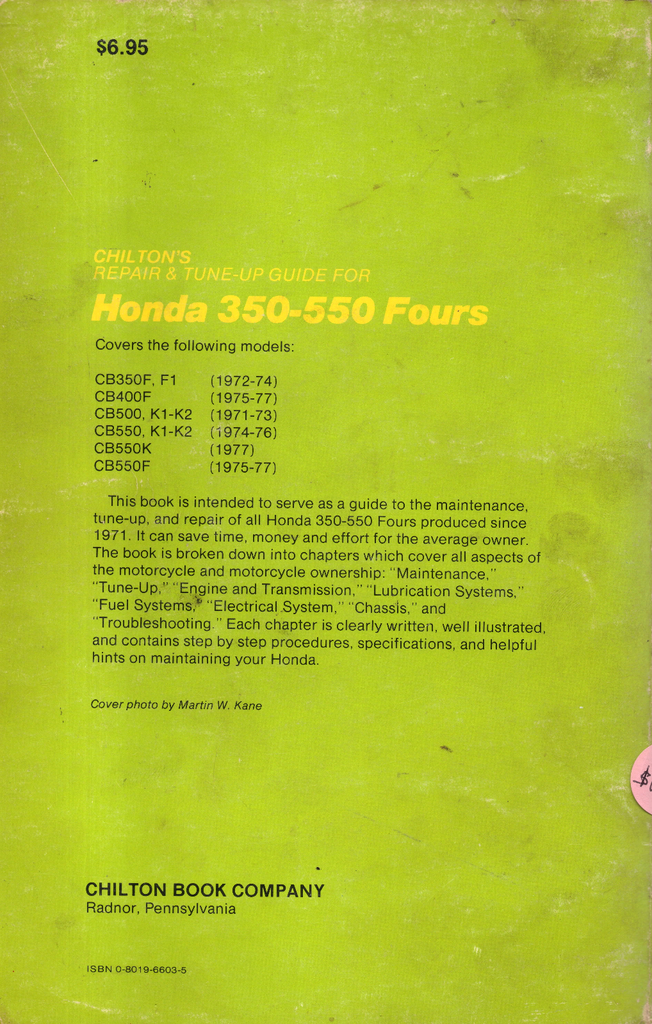 $6.95
CHILTON'S
REPAIR & TUNE-UP GUIDE FOR
Honda 350-550 Fours
Covers the following models:
CB350F, F1 (1972-74)
CB400F (1975-77)
CB500, K1-K2 (1971-73)
CB550, K1-K2 (1974-76)
CB550K (1977)
CB550F (1975-77)
This book is intended to serve as a guide to the maintenance,
tune-up, and repair of all Honda 350-550 Fours produced since
1971. It can save time, money and effort for the average owner.
The book is broken down into chapters which cover all aspects of
the motorcycle and motorcycle ownership: "Maintenance,"
"Tune-Up," "Engine and Transmission," "Lubrication Systems,"
"Fuel Systems," "Electrical System," "Chassis," and
"Troubleshooting." Each chapter is clearly written, well illustrated,
and contains step by step procedures, specifications, and helpful
hints on maintaining your Honda.
Cover photo by Martin W. Kane
$
CHILTON BOOK COMPANY
Radnor, Pennsylvania
ISBN 0-8019-6603-5